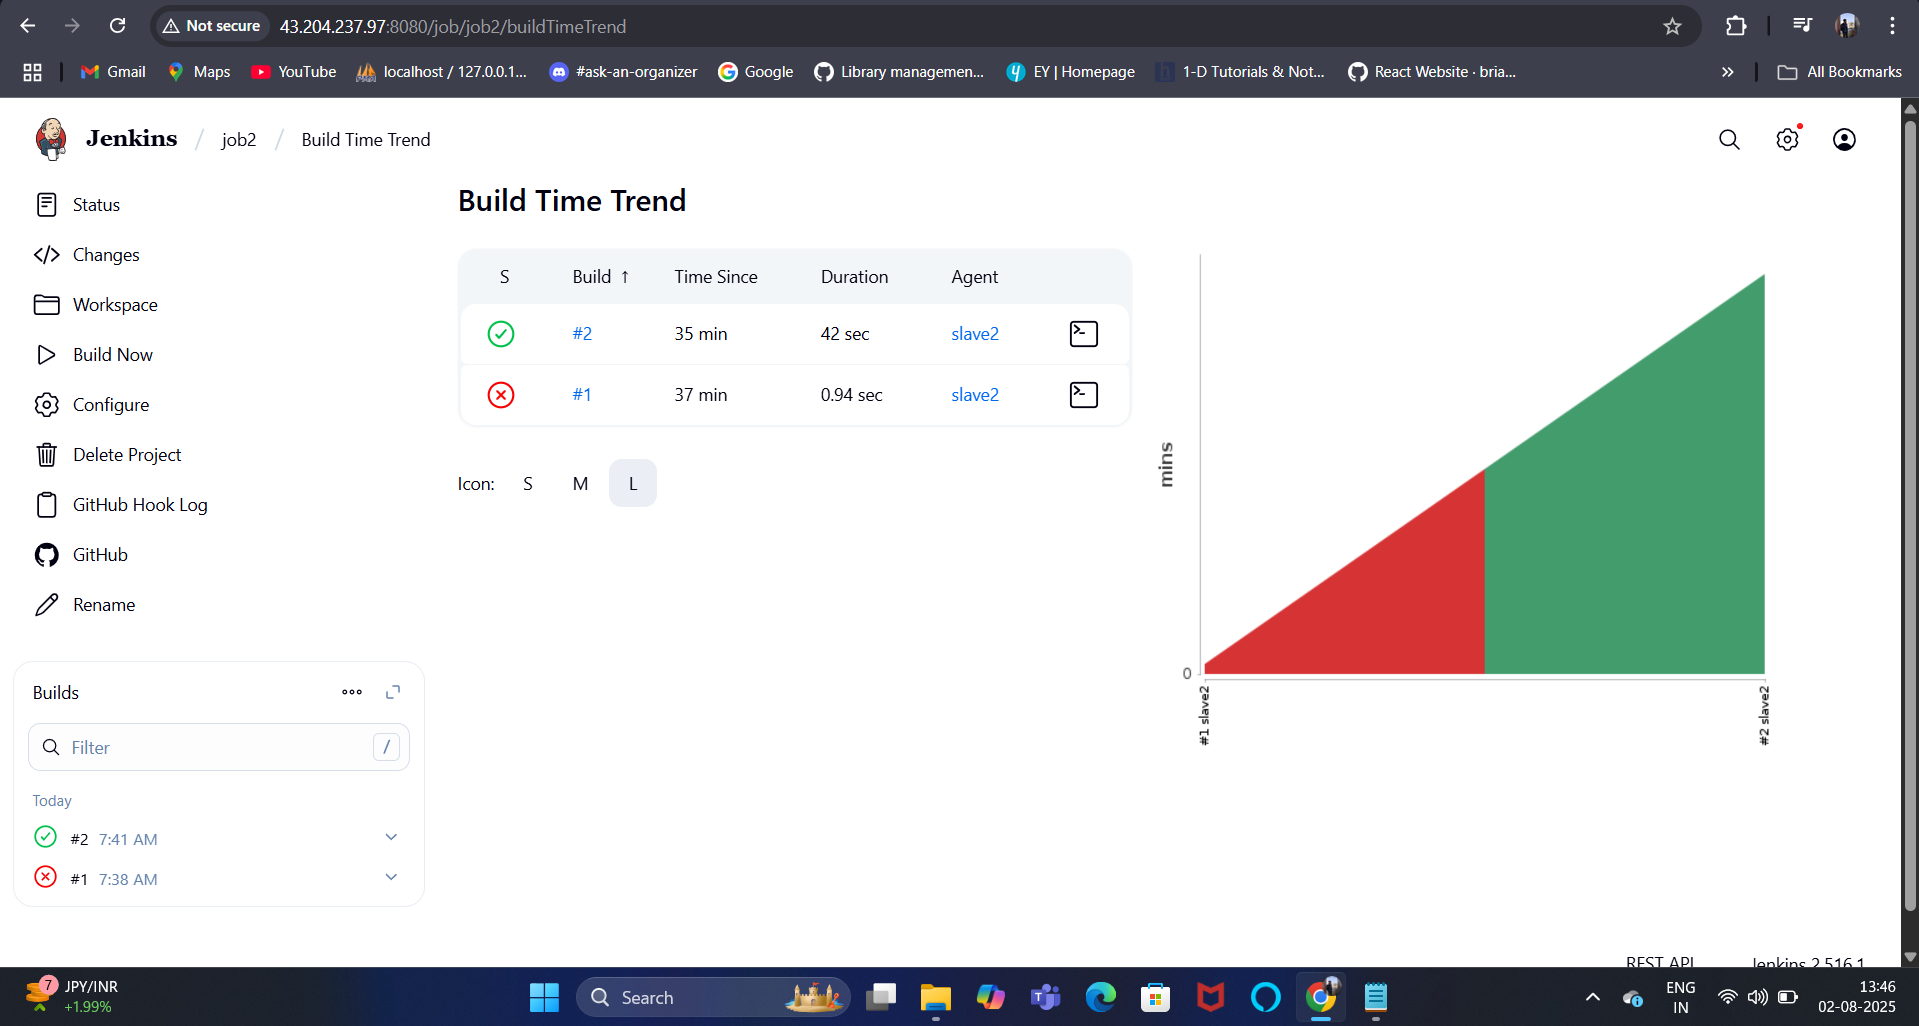 Not secure 43.204.237.97:8080/job/job2/buildTimeTrend
Gmail Maps YouTube localhost / 127.0.0.1... #ask-an-organizer Google Library managemen... EY | Homepage 1-D Tutorials & Not... React Website · bria... » All Bookmarks
Jenkins / job2 / Build Time Trend
Status
Changes
Workspace
Build Now
Configure
Delete Project
GitHub Hook Log
GitHub
Rename
Builds
Filter /
Today
#2 7:41 AM
#1 7:38 AM
Build Time Trend
S Build ↑ Time Since Duration Agent
#2 35 min 42 sec slave2
#1 37 min 0.94 sec slave2
Icon: S M L
mins
0
#1 slave2
#2 slave2
REST API Jenkins 2.516.1
7 JPY/INR
+1.99%
Search
ENG
IN
13:46
02-08-2025